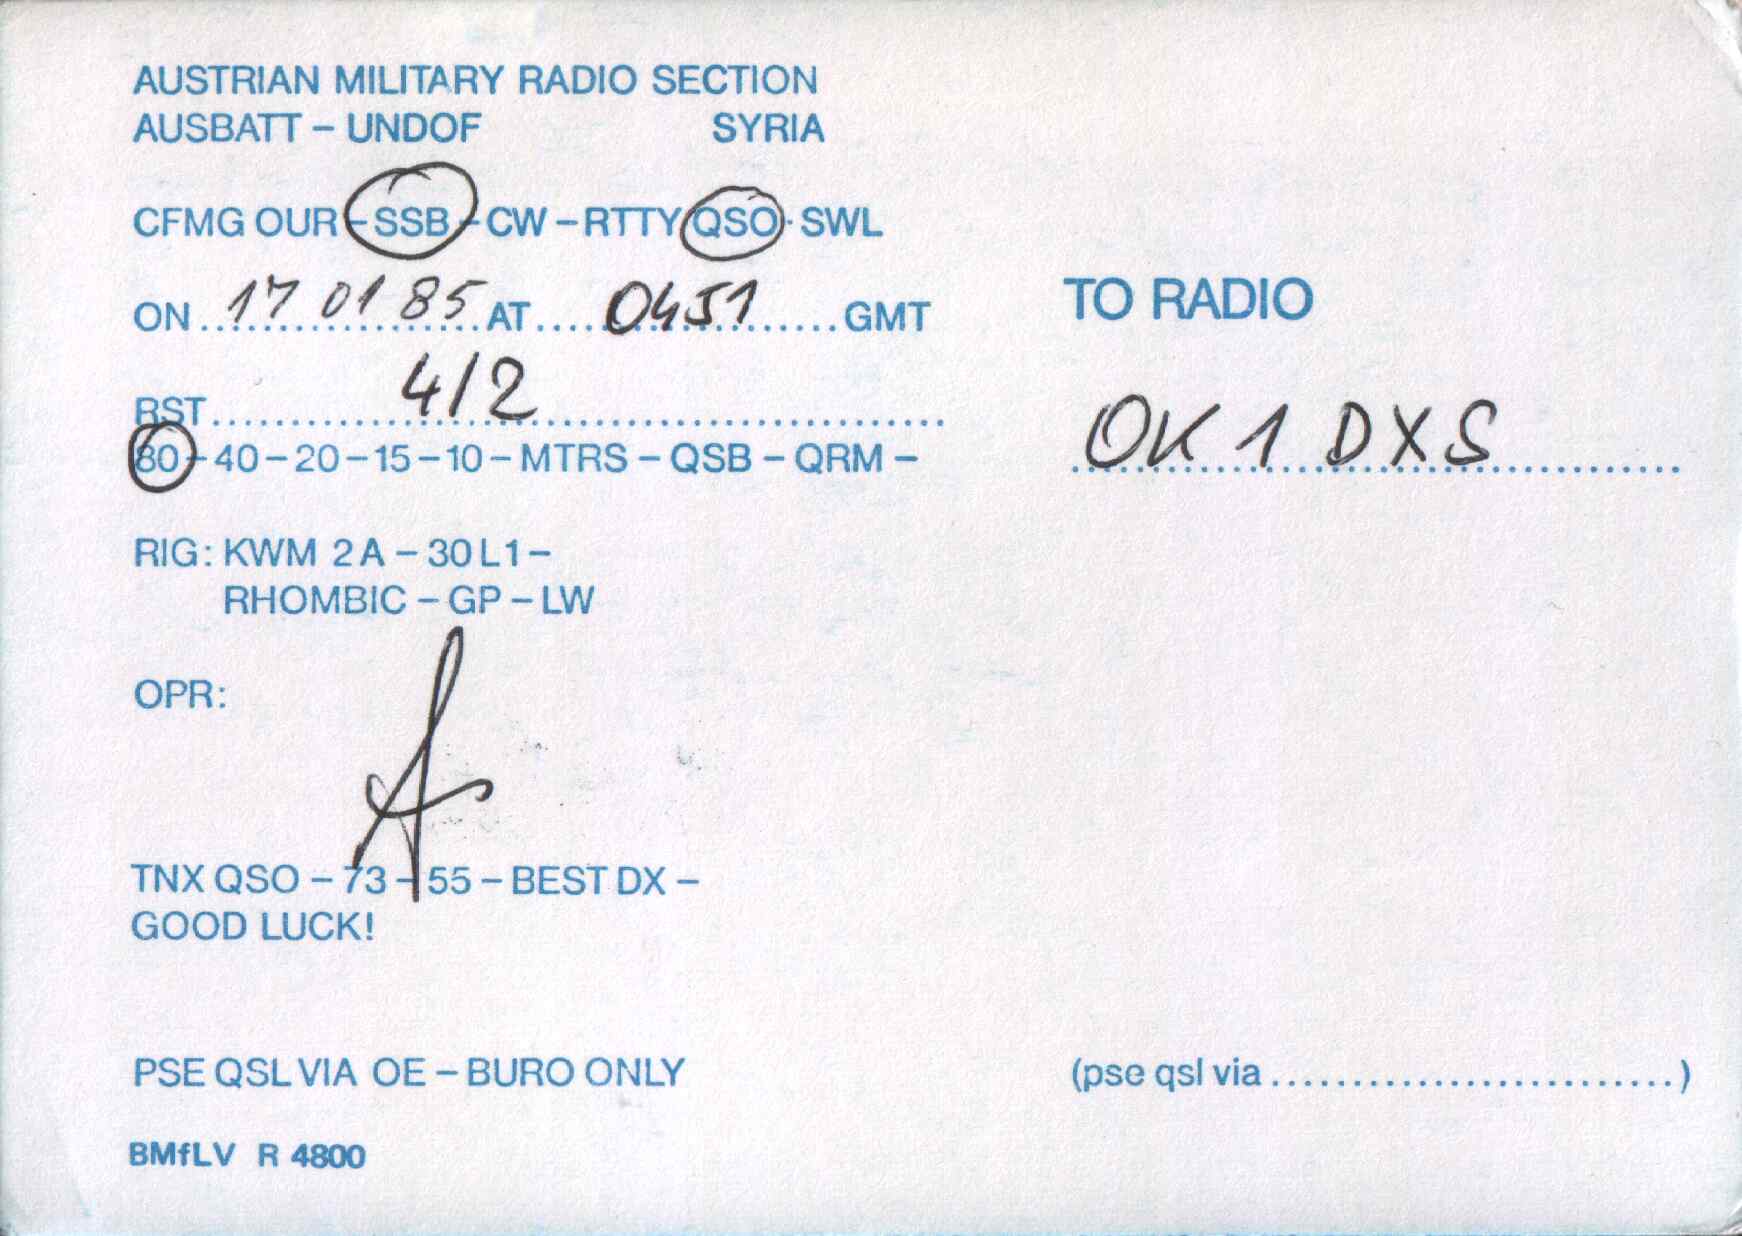 AUSTRIAN MILITARY RADIO SECTION
AUSBATT – UNDOF SYRIA
CFMG OUR – SSB – CW – RTTY QSO · SWL
ON 17 01 85 AT 0451 GMT
RST 4/2
80 – 40 – 20 – 15 – 10 – MTRS – QSB – QRM –
RIG: KWM 2A – 30L1 –
RHOMBIC – GP – LW
OPR:
TNX QSO – 73 – 55 – BEST DX –
GOOD LUCK!
PSE QSL VIA OE – BURO ONLY
BMfLV R 4800
TO RADIO
OK1DXS
(pse qsl via ..........................)